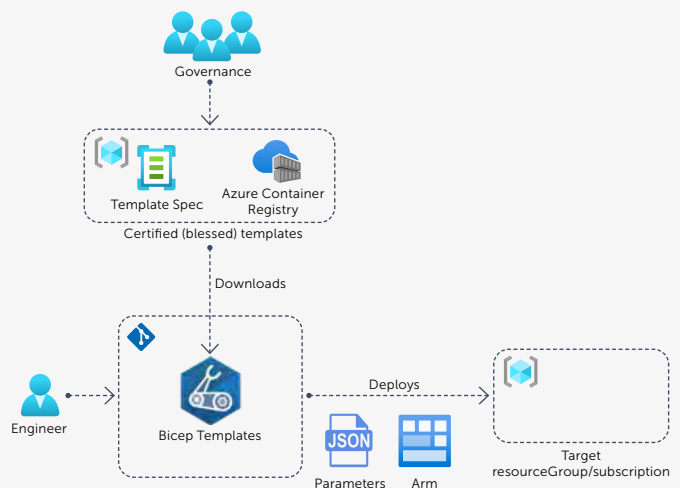 Governance
Template Spec
Azure Container
Registry
Certified (blessed) templates
Downloads
Engineer
Bicep Templates
Deploys
JSON
Parameters
Arm
Target
resourceGroup/subscription